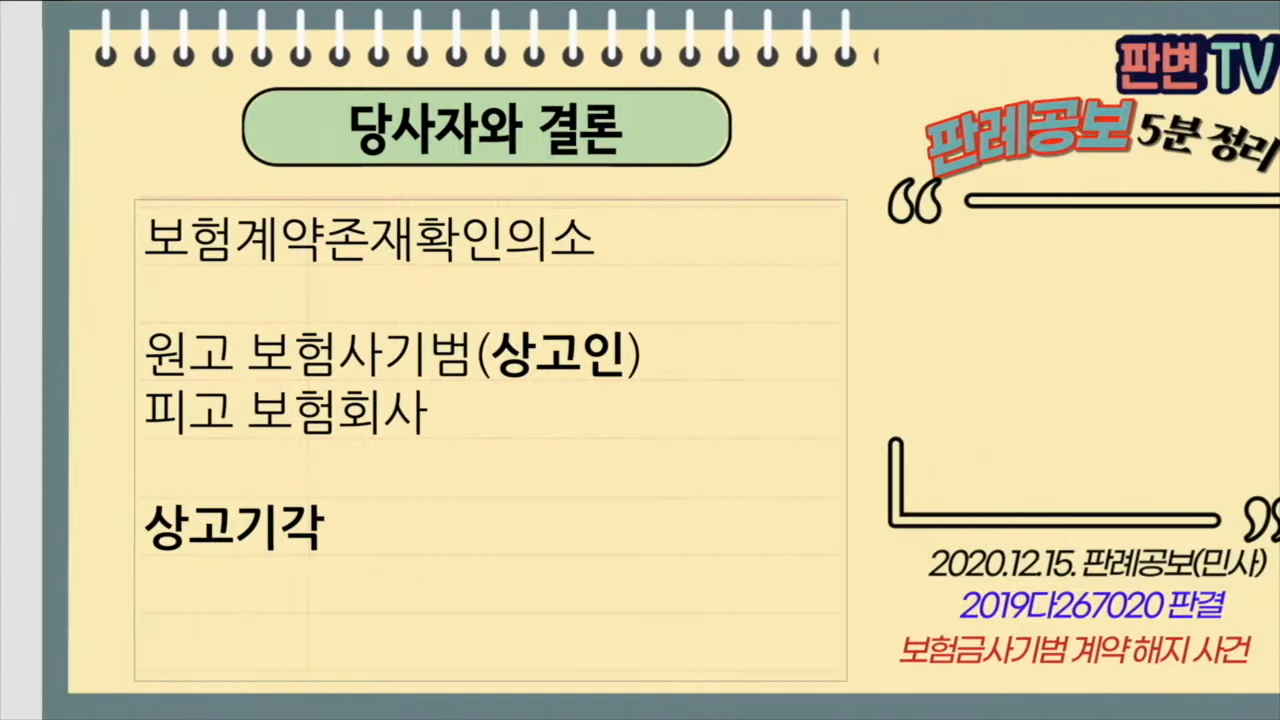 당사자와 결론
보험계약존재확인의소
원고 보험사기범(상고인)
피고 보험회사
상고기각
판변 TV
판례공보 5분 정리
2020.12.15. 판례공보(민사)
2019다267020 판결
보험금사기범 계약 해지 사건